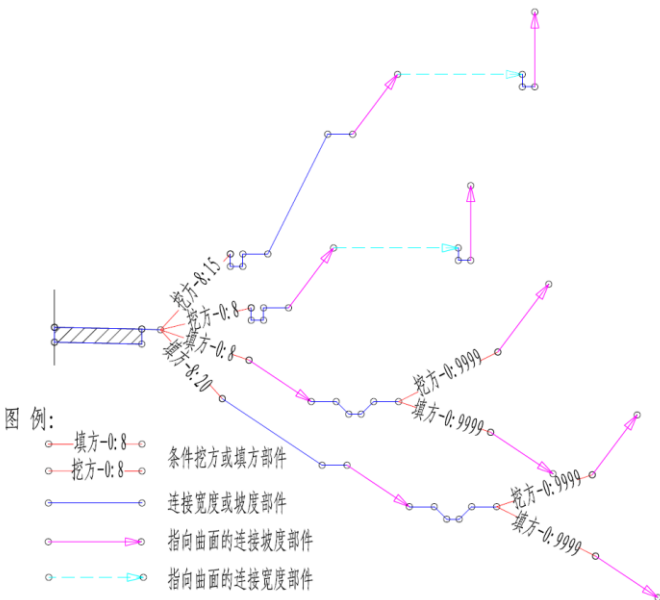 挖方-8:15
挖方-0:8
填方-0:8
填方-8:20
挖方-0:9999
填方-0:9999
挖方-0:9999
填方-0:9999
图 例:
填方-0:8
挖方-0:8
条件挖方或填方部件
连接宽度或坡度部件
指向曲面的连接坡度部件
指向曲面的连接宽度部件